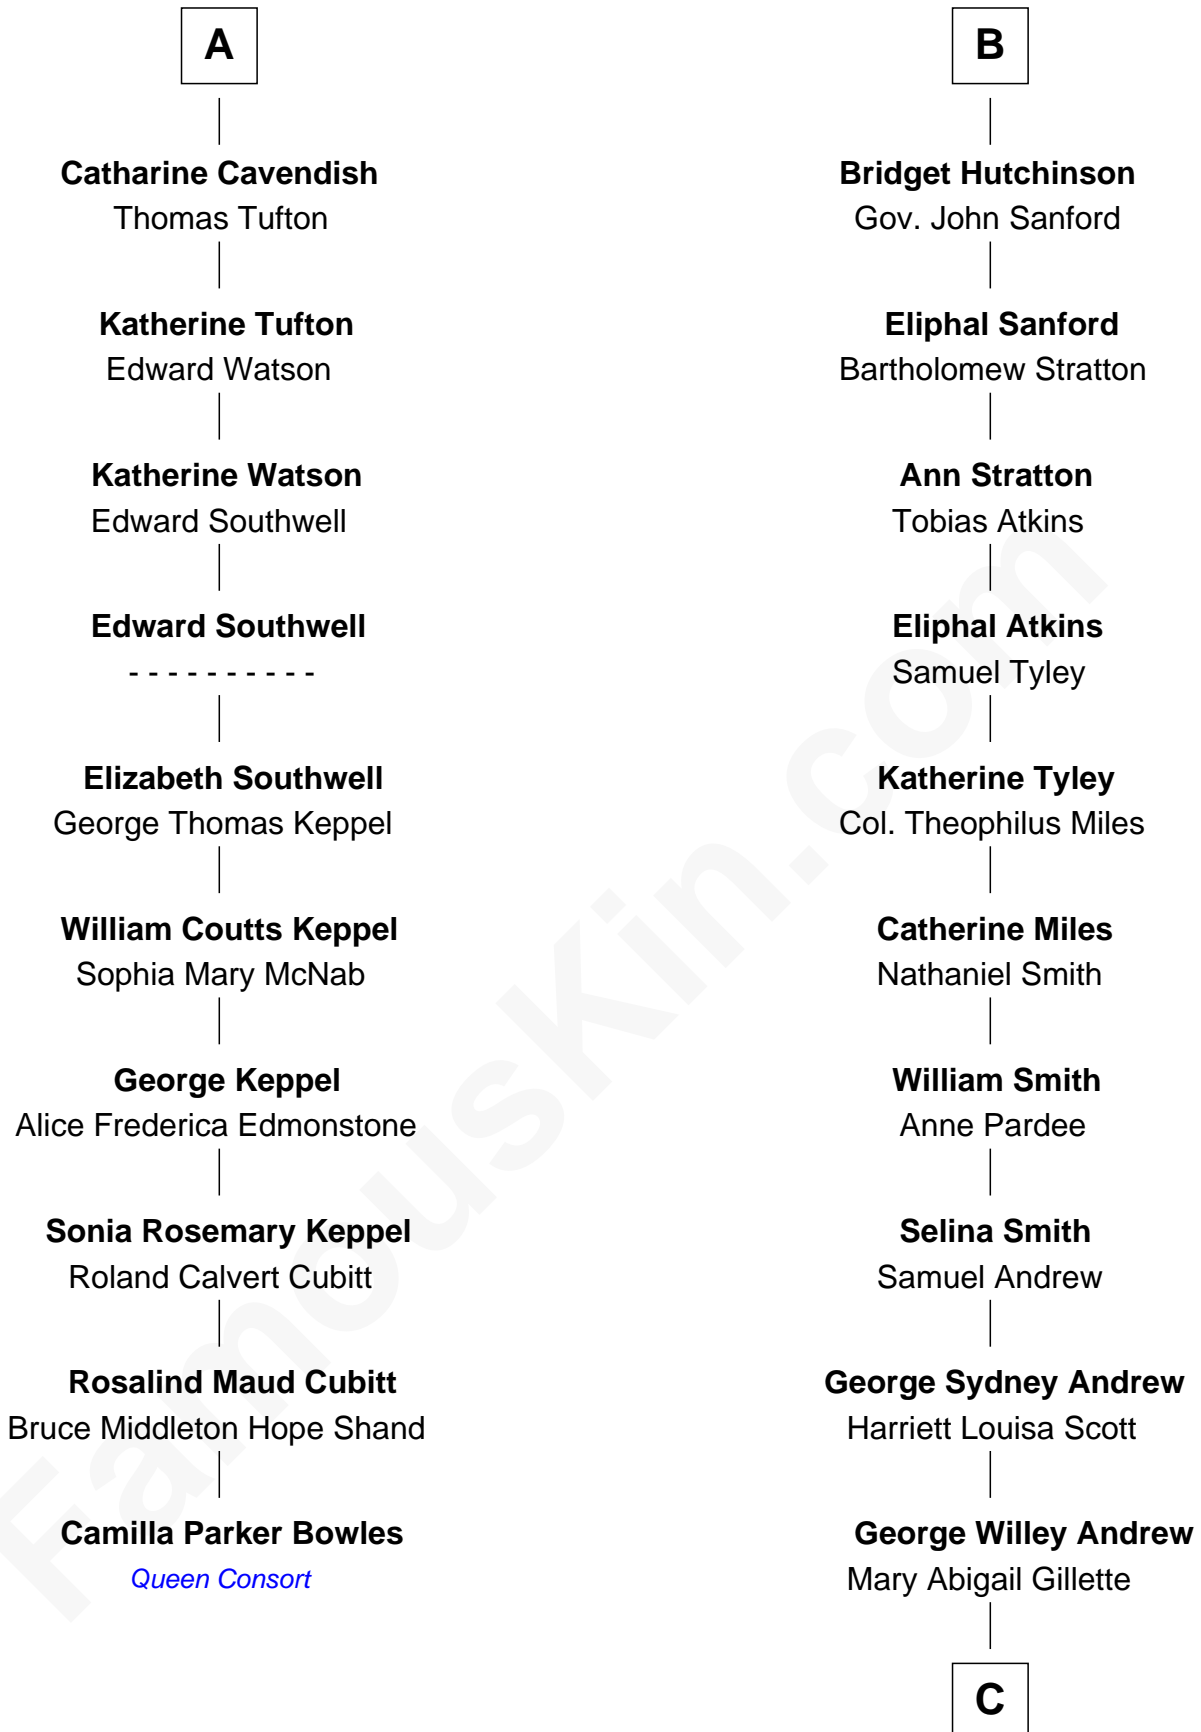 A
Catharine Cavendish
Thomas Tufton
Katherine Tufton
Edward Watson
Katherine Watson
Edward Southwell
Edward Southwell
- - - - - - - - - -
Elizabeth Southwell
George Thomas Keppel
William Coutts Keppel
Sophia Mary McNab
George Keppel
Alice Frederica Edmonstone
Sonia Rosemary Keppel
Roland Calvert Cubitt
Rosalind Maud Cubitt
Bruce Middleton Hope Shand
Camilla Parker Bowles
Queen Consort
B
Bridget Hutchinson
Gov. John Sanford
Eliphal Sanford
Bartholomew Stratton
Ann Stratton
Tobias Atkins
Eliphal Atkins
Samuel Tyley
Katherine Tyley
Col. Theophilus Miles
Catherine Miles
Nathaniel Smith
William Smith
Anne Pardee
Selina Smith
Samuel Andrew
George Sydney Andrew
Harriett Louisa Scott
George Willey Andrew
Mary Abigail Gillette
C
FamousKin.com